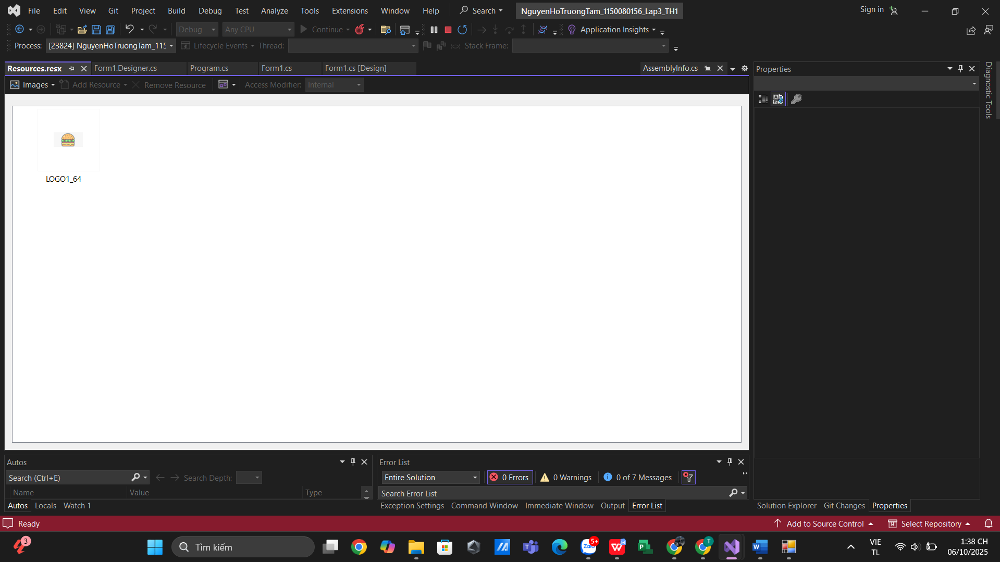 File Edit View Git Project Build Debug Test Analyze Tools Extensions Window Help Search NguyenHoTruongTam_1150080156_Lap3_TH1 Sign in
Debug Any CPU Continue Application Insights
Process: [23824] NguyenHoTruongTam_115 Lifecycle Events Thread: Stack Frame:
Resources.resx Form1.Designer.cs Program.cs Form1.cs Form1.cs [Design] AssemblyInfo.cs
Images Add Resource Remove Resource Access Modifier: Internal
LOGO1_64
Properties
Diagnostic Tools
Autos
Search (Ctrl+E) Search Depth:
Name Value Type
Autos Locals Watch 1
Error List
Entire Solution 0 Errors 0 Warnings 0 of 7 Messages
Search Error List
Exception Settings Command Window Immediate Window Output Error List
Solution Explorer Git Changes Properties
Ready Add to Source Control Select Repository
3 Tìm kiếm Zalo 5+ T VIE 1:38 CH
TL 06/10/2025